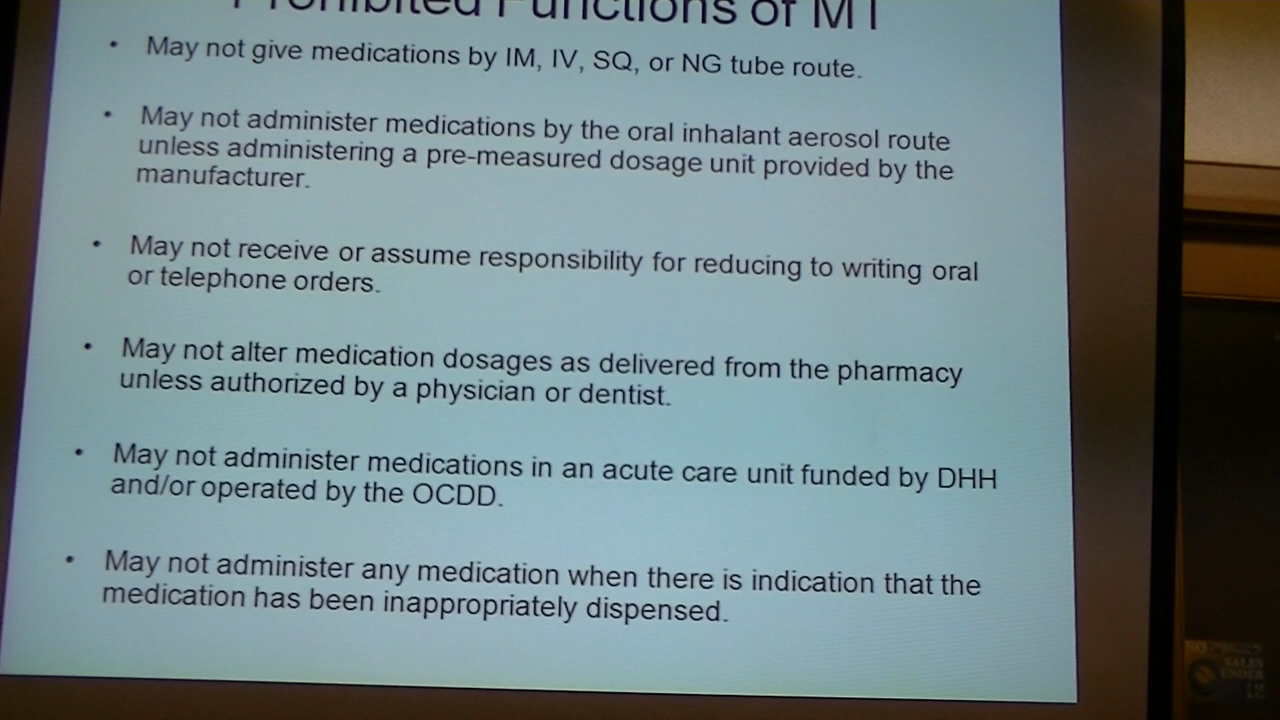 Prohibited Functions of MT
• May not give medications by IM, IV, SQ, or NG tube route.
• May not administer medications by the oral inhalant aerosol route
unless administering a pre-measured dosage unit provided by the
manufacturer.
• May not receive or assume responsibility for reducing to writing oral
or telephone orders.
• May not alter medication dosages as delivered from the pharmacy
unless authorized by a physician or dentist.
• May not administer medications in an acute care unit funded by DHH
and/or operated by the OCDD.
• May not administer any medication when there is indication that the
medication has been inappropriately dispensed.
SALES
UNDER